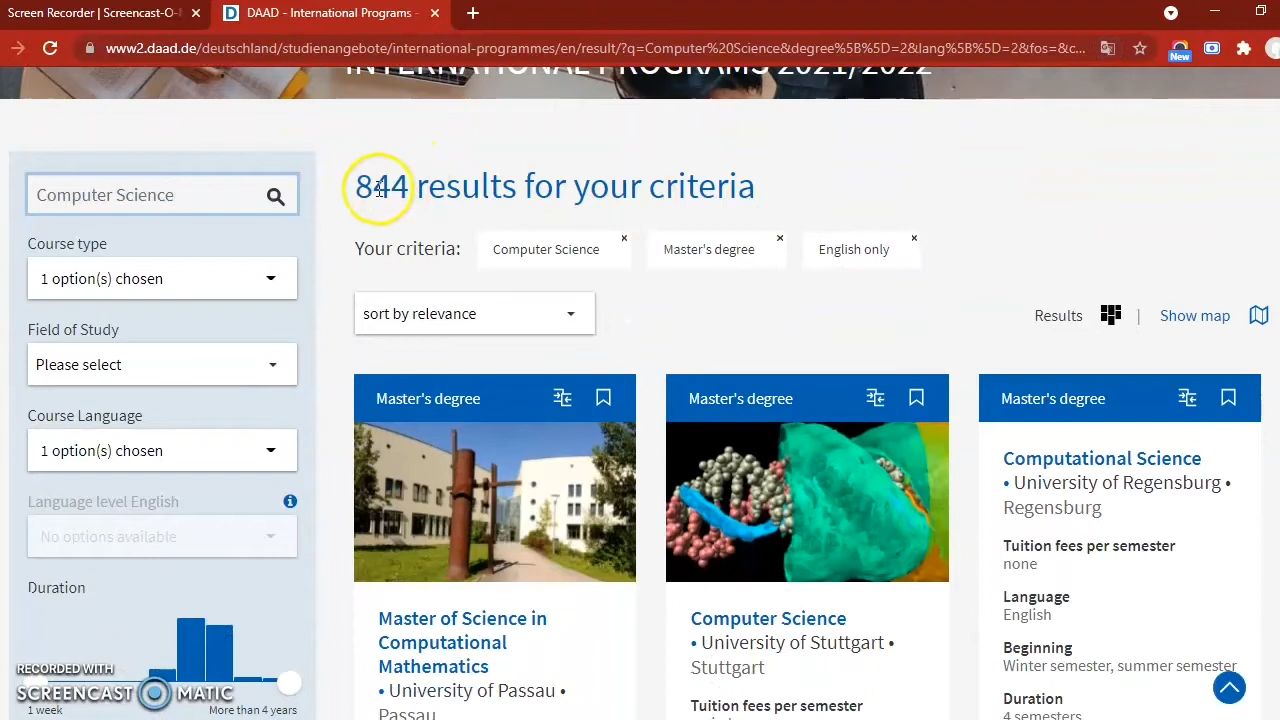 Screen Recorder | Screencast-O-
DAAD - International Programs -
www2.daad.de/deutschland/studienangebote/international-programmes/en/result/?q=Computer%20Science&degree%5B%5D=2&lang%5B%5D=2&fos=&c...
New
INTERNATIONAL PROGRAMS 2021/2022
Computer Science
Course type
1 option(s) chosen
Field of Study
Please select
Course Language
1 option(s) chosen
Language level English
No options available
Duration
1 week
More than 4 years
RECORDED WITH
SCREENCAST MATIC
844 results for your criteria
Your criteria:
Computer Science x
Master's degree x
English only x
sort by relevance
Results | Show map
Master's degree
Master of Science in
Computational
Mathematics
• University of Passau •
Passau
Master's degree
Computer Science
• University of Stuttgart •
Stuttgart
Tuition fees per semester
Master's degree
Computational Science
• University of Regensburg •
Regensburg
Tuition fees per semester
none
Language
English
Beginning
Winter semester, summer semester
Duration
4 semesters